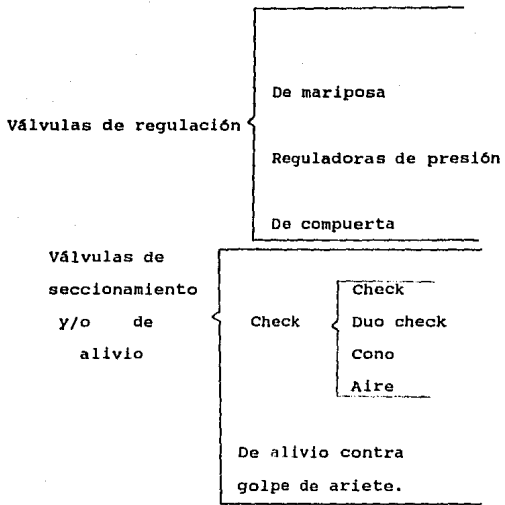 De mariposa
Válvulas de regulación
Reguladoras de presión
De compuerta
Válvulas de
seccionamiento
y/o de
alivio
Check
Check
Duo check
Cono
Aire
De alivio contra
golpe de ariete.